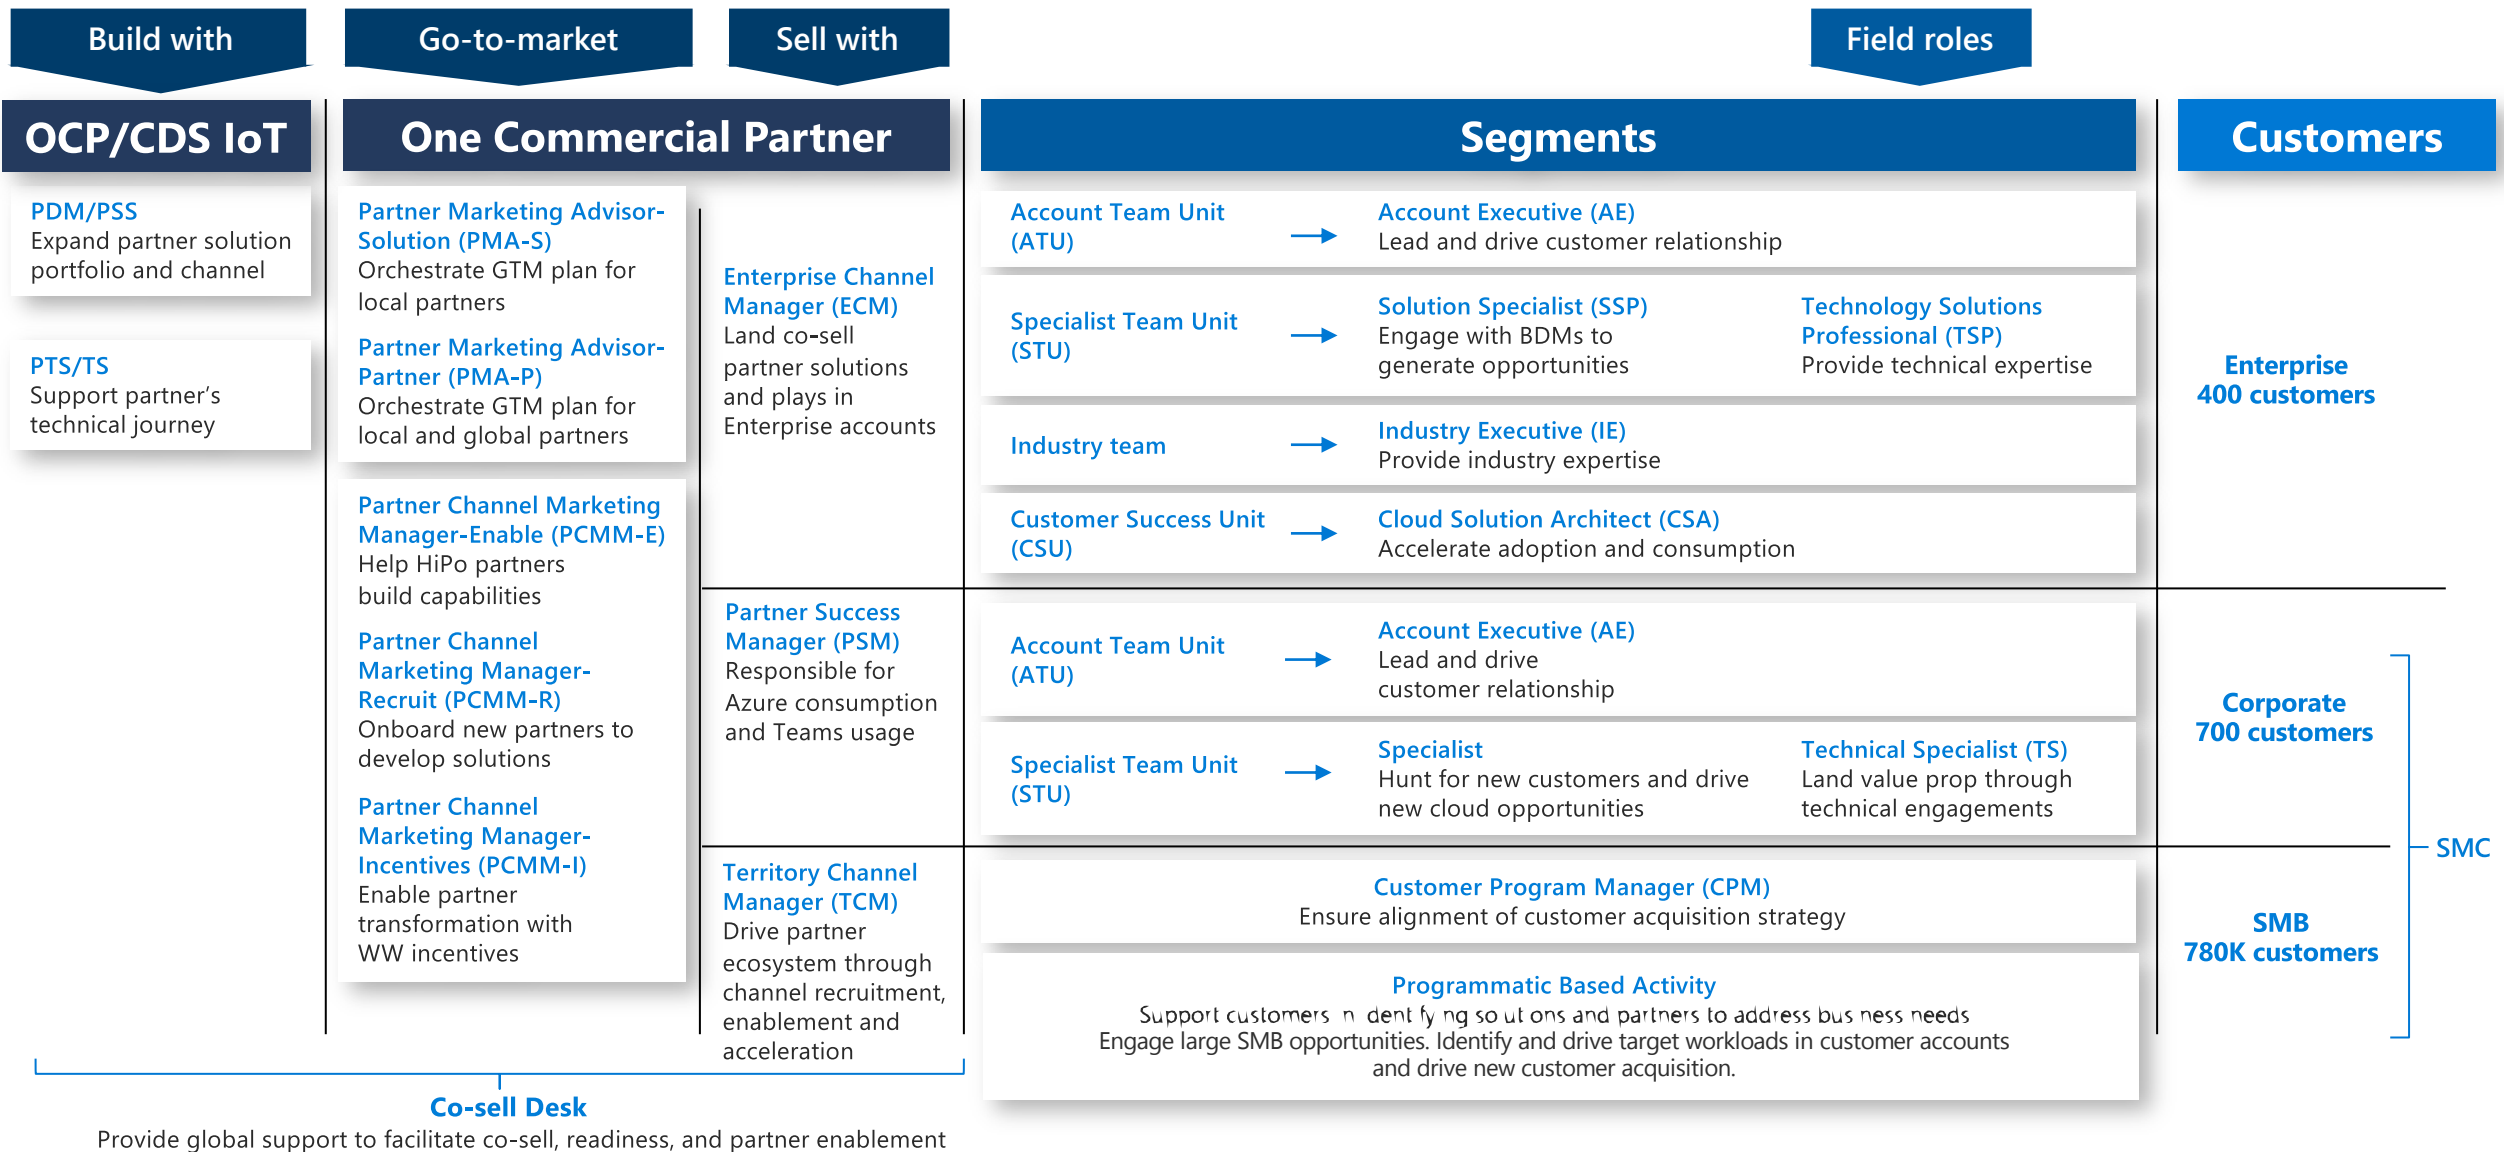 Build with
Go-to-market
Sell with
Field roles
OCP/CDS IoT
One Commercial Partner
Segments
Customers
PDM/PSS
Expand partner solution
portfolio and channel
PTS/TS
Support partner’s
technical journey
Partner Marketing Advisor-
Solution (PMA-S)
Orchestrate GTM plan for
local partners
Partner Marketing Advisor-
Partner (PMA-P)
Orchestrate GTM plan for
local and global partners
Partner Channel Marketing
Manager-Enable (PCMM-E)
Help HiPo partners
build capabilities
Partner Channel
Marketing Manager-
Recruit (PCMM-R)
Onboard new partners to
develop solutions
Partner Channel
Marketing Manager-
Incentives (PCMM-I)
Enable partner
transformation with
WW incentives
Enterprise Channel
Manager (ECM)
Land co-sell
partner solutions
and plays in
Enterprise accounts
Partner Success
Manager (PSM)
Responsible for
Azure consumption
and Teams usage
Territory Channel
Manager (TCM)
Drive partner
ecosystem through
channel recruitment,
enablement and
acceleration
Account Team Unit
(ATU)
Account Executive (AE)
Lead and drive customer relationship
Specialist Team Unit
(STU)
Solution Specialist (SSP)
Engage with BDMs to
generate opportunities
Technology Solutions
Professional (TSP)
Provide technical expertise
Industry team
Industry Executive (IE)
Provide industry expertise
Customer Success Unit
(CSU)
Cloud Solution Architect (CSA)
Accelerate adoption and consumption
Account Team Unit
(ATU)
Account Executive (AE)
Lead and drive
customer relationship
Specialist Team Unit
(STU)
Specialist
Hunt for new customers and drive
new cloud opportunities
Technical Specialist (TS)
Land value prop through
technical engagements
Customer Program Manager (CPM)
Ensure alignment of customer acquisition strategy
Programmatic Based Activity
Support customers in identifying solutions and partners to address business needs
Engage large SMB opportunities. Identify and drive target workloads in customer accounts
and drive new customer acquisition.
Enterprise
400 customers
Corporate
700 customers
SMB
780K customers
SMC
Co-sell Desk
Provide global support to facilitate co-sell, readiness, and partner enablement